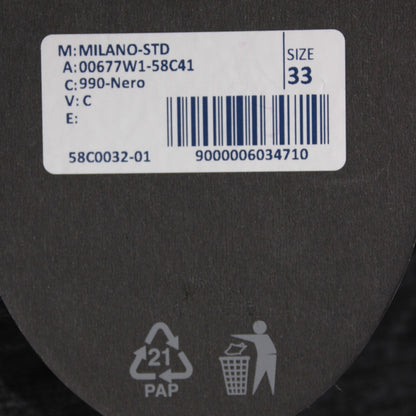 M: MILANO-STD
A: 00677W1-58C41
C: 990-Nero
V: C
E:
SIZE
33
58C0032-01
9000006034710
21
PAP